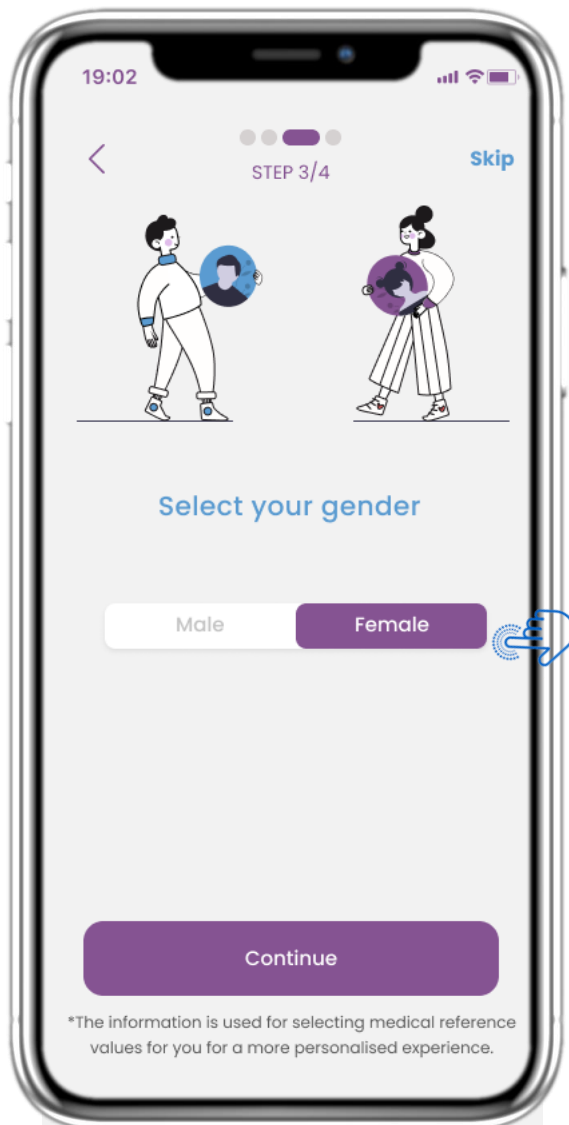 19:02
Skip
STEP 3/4
Select your gender
Male
Female
Continue
*The information is used for selecting medical reference
values for you for a more personalised experience.